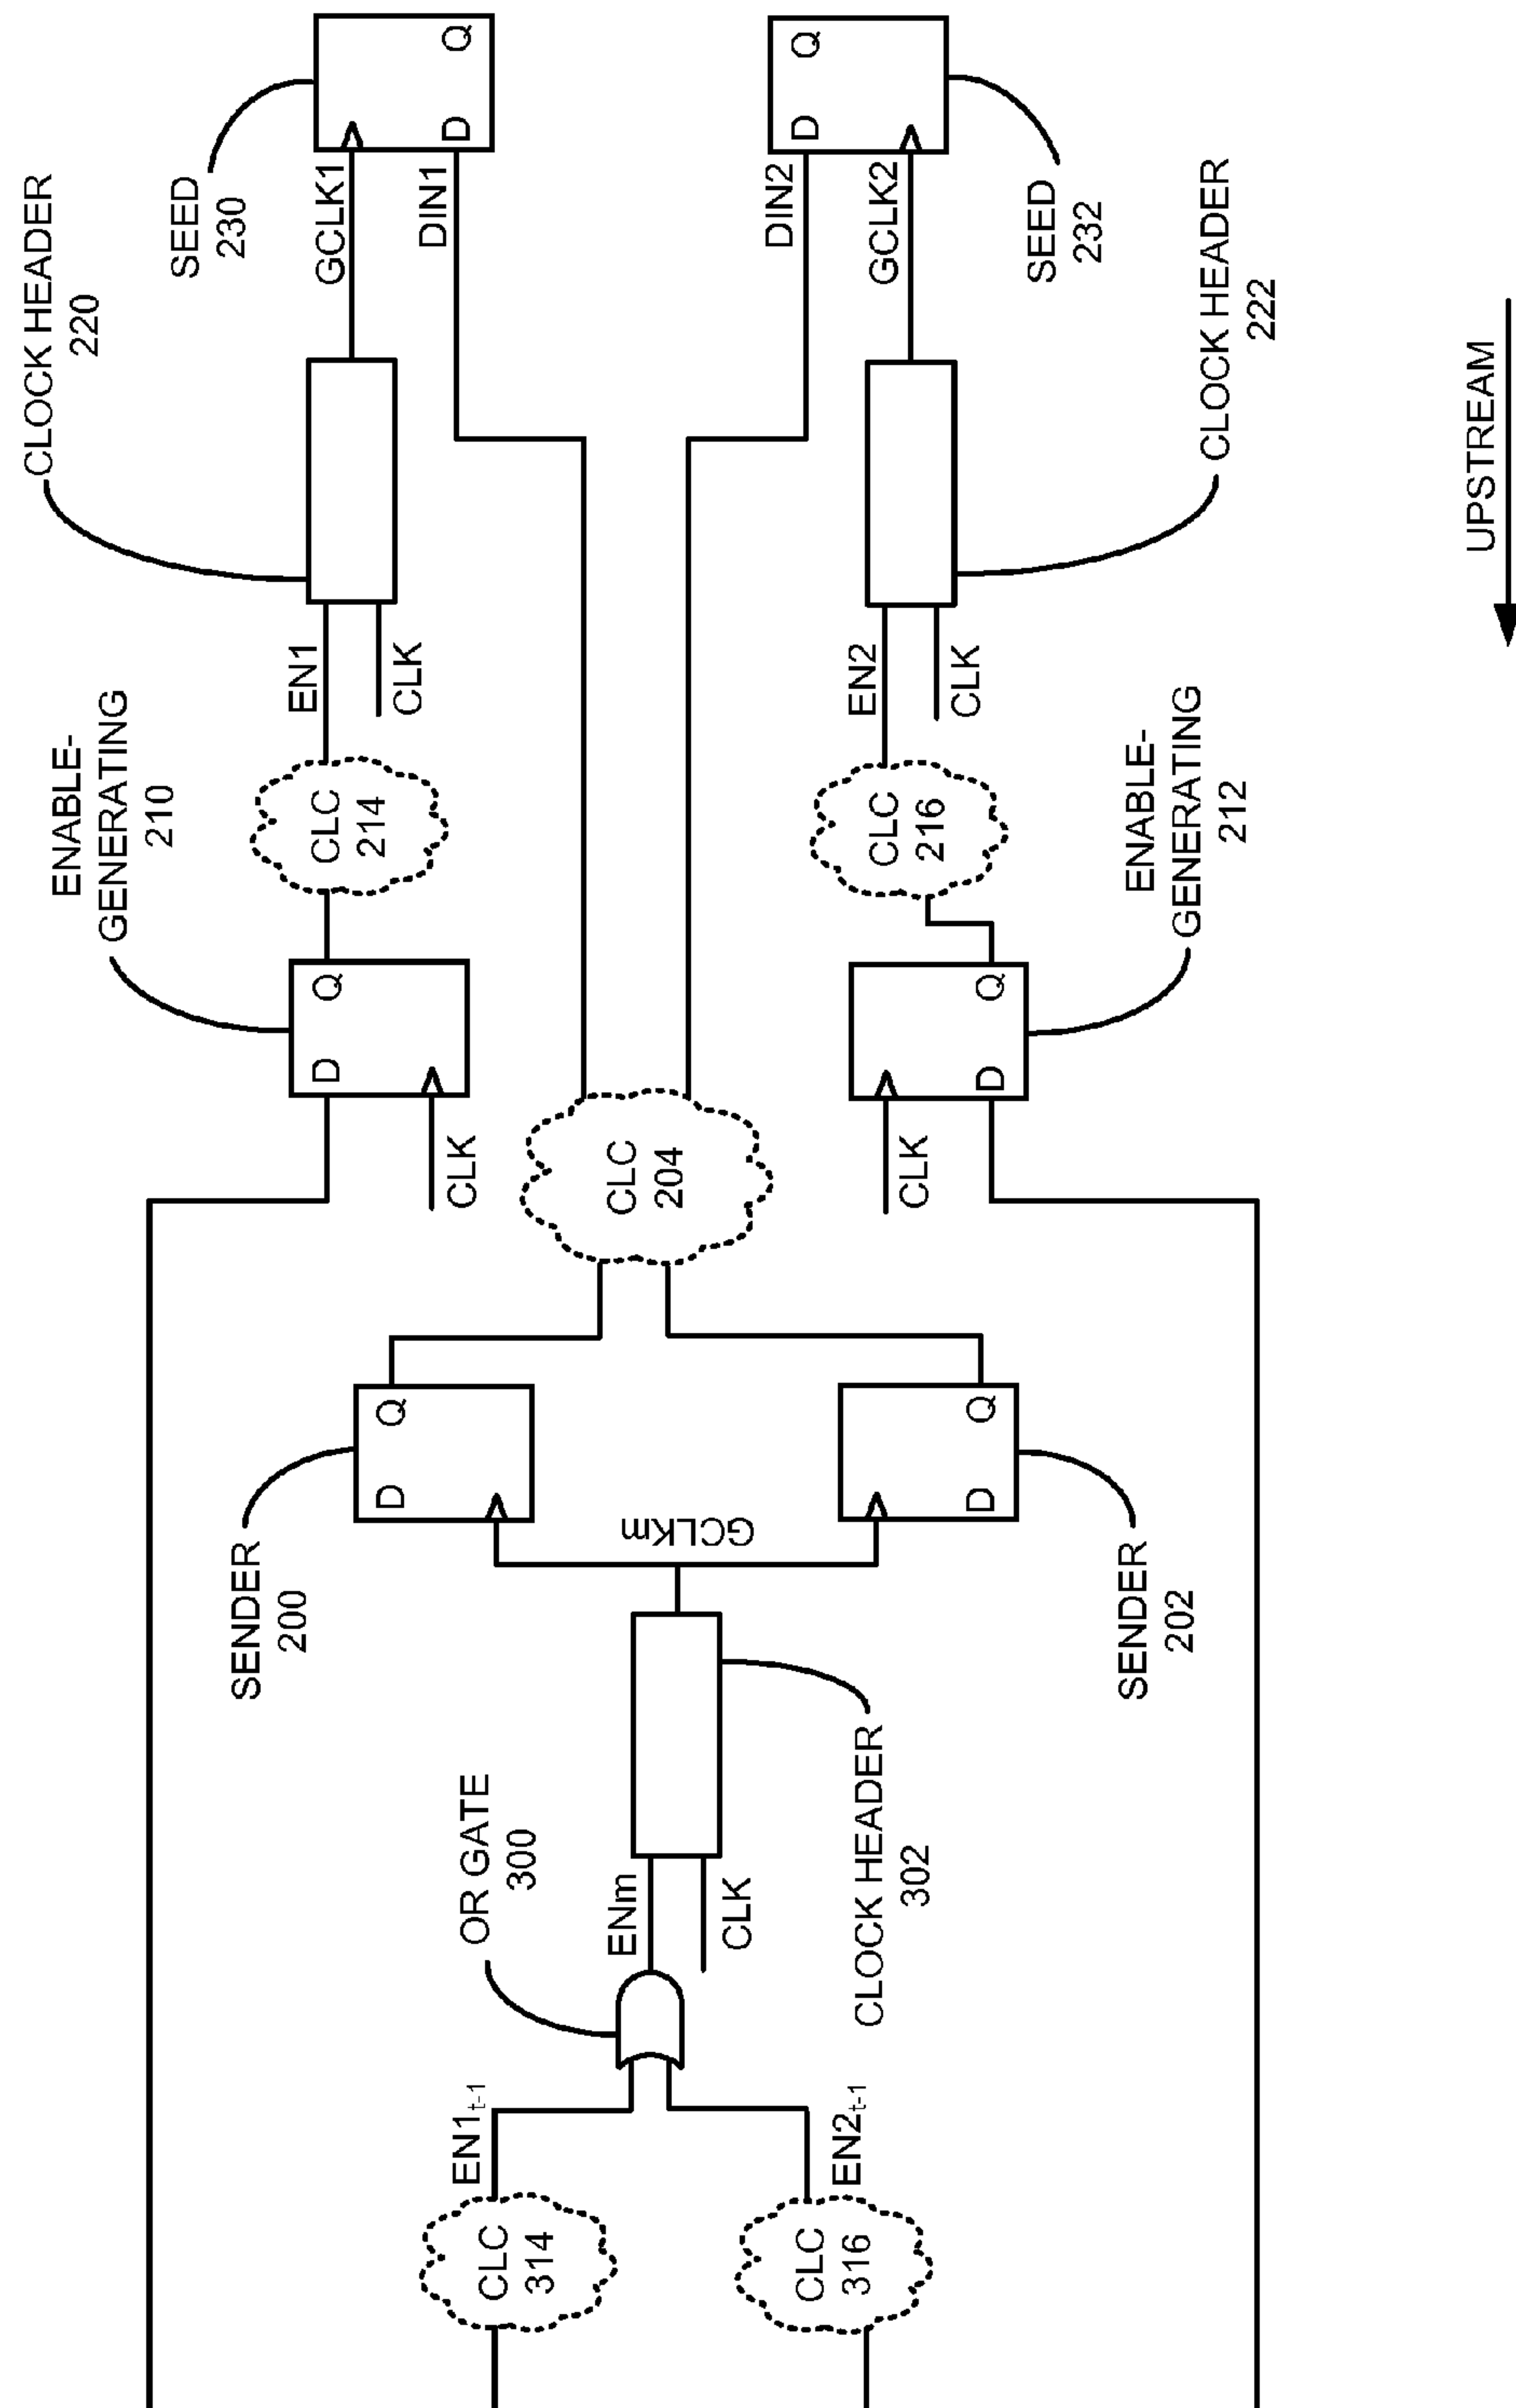 CLOCK HEADER
220
SEED
230
GCLK1
DIN1
D
Q
EN1
CLK
ENABLE-
GENERATING
210
CLC
214
D
Q
CLK
DIN2
GCLK2
D
Q
SEED
232
CLOCK HEADER
222
EN2
CLK
CLC
216
ENABLE-
GENERATING
212
D
Q
CLK
CLC
204
SENDER
200
D
Q
GCLKm
D
Q
SENDER
202
OR GATE
300
ENm
CLK
CLOCK HEADER
302
EN1t-1
EN2t-1
CLC
314
CLC
316
UPSTREAM